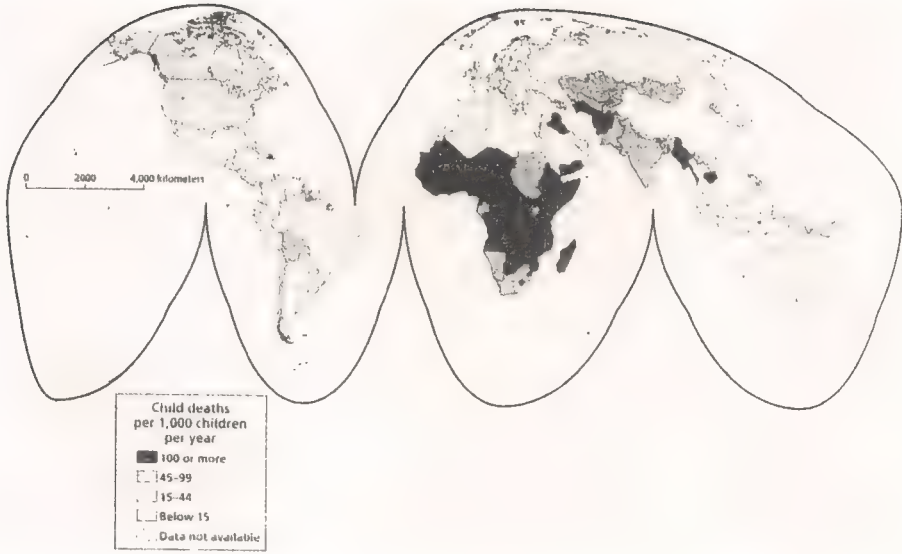 0 2000 4,000 kilometers
Child deaths
per 1,000 children
per year
100 or more
45–99
15–44
Below 15
Data not available